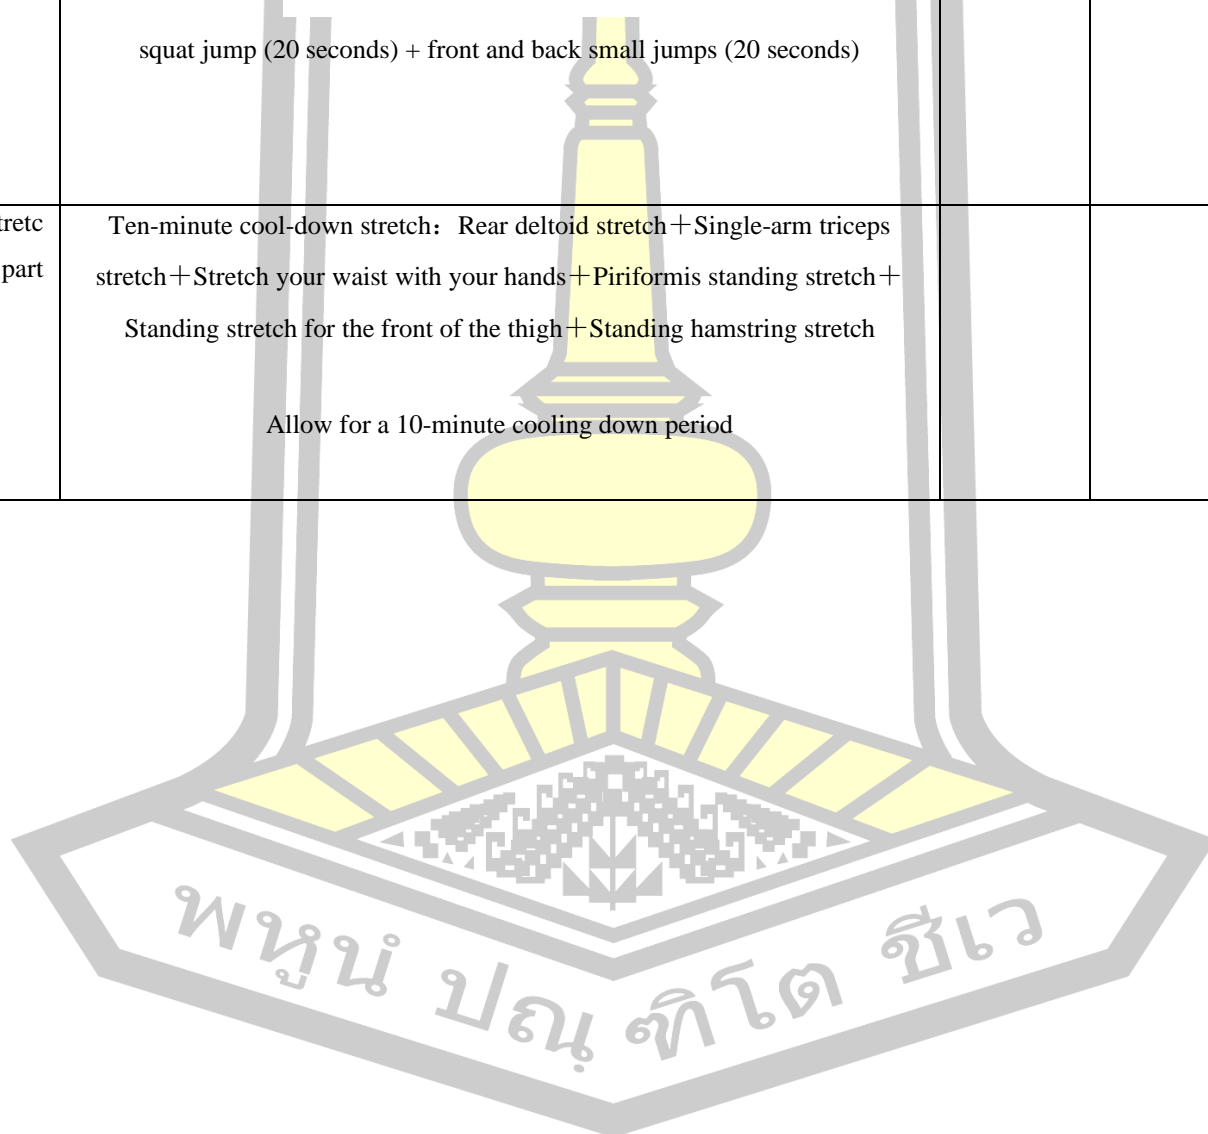 squat jump (20 seconds) + front and back small jumps (20 seconds)
tretc
part
Ten-minute cool-down stretch：Rear deltoid stretch＋Single-arm triceps
stretch＋Stretch your waist with your hands＋Piriformis standing stretch＋
Standing stretch for the front of the thigh＋Standing hamstring stretch
Allow for a 10-minute cooling down period
พหูนํ ปณฺฑิโต ชีเว